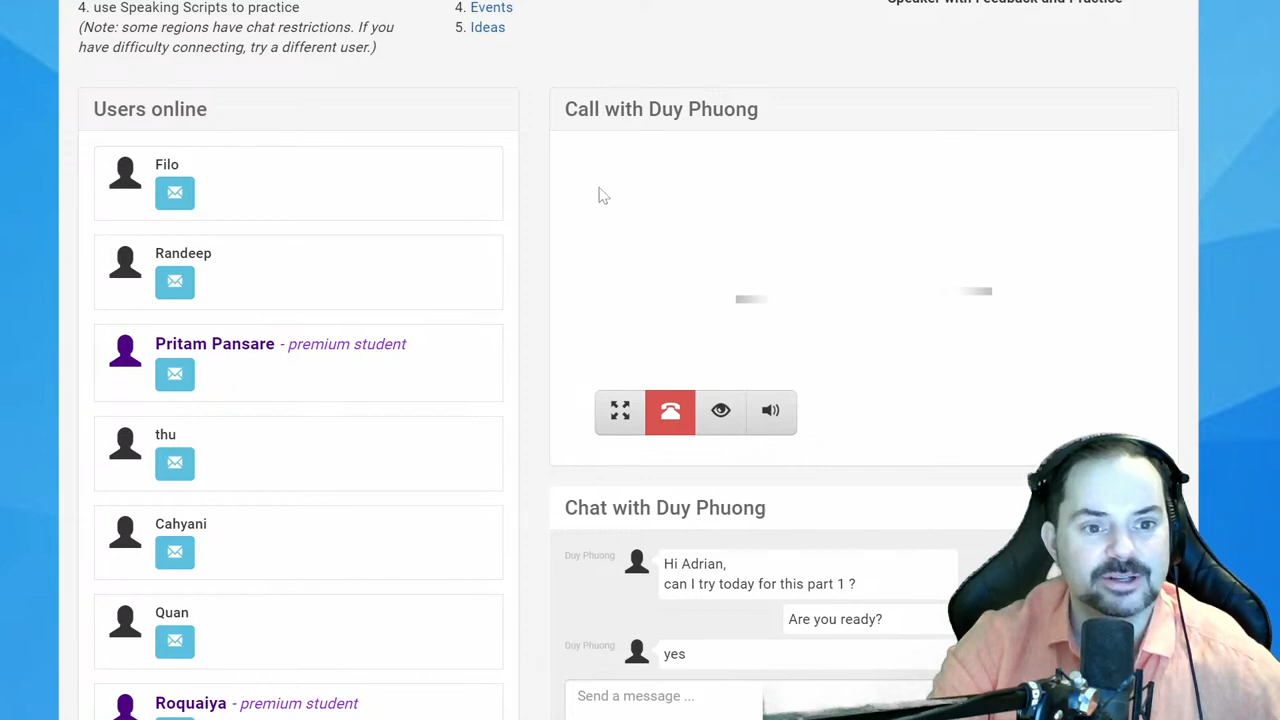 4. use Speaking Scripts to practice
(Note: some regions have chat restrictions. If you
have difficulty connecting, try a different user.)
4. Events
5. Ideas
Speaker with Feedback and Practice
Users online
Filo
Randeep
Pritam Pansare - premium student
thu
Cahyani
Quan
Roquaiya - premium student
Call with Duy Phuong
Chat with Duy Phuong
Duy Phuong
Hi Adrian,
can I try today for this part 1 ?
Are you ready?
Duy Phuong
yes
Send a message ...